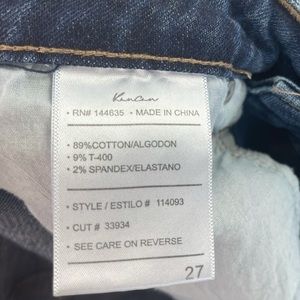 KanCan
• RN# 144635 • MADE IN CHINA
• 89%COTTON/ALGODON
• 9% T-400
• 2% SPANDEX/ELASTANO
• STYLE / ESTILO # 114093
• CUT # 33934
• SEE CARE ON REVERSE
27